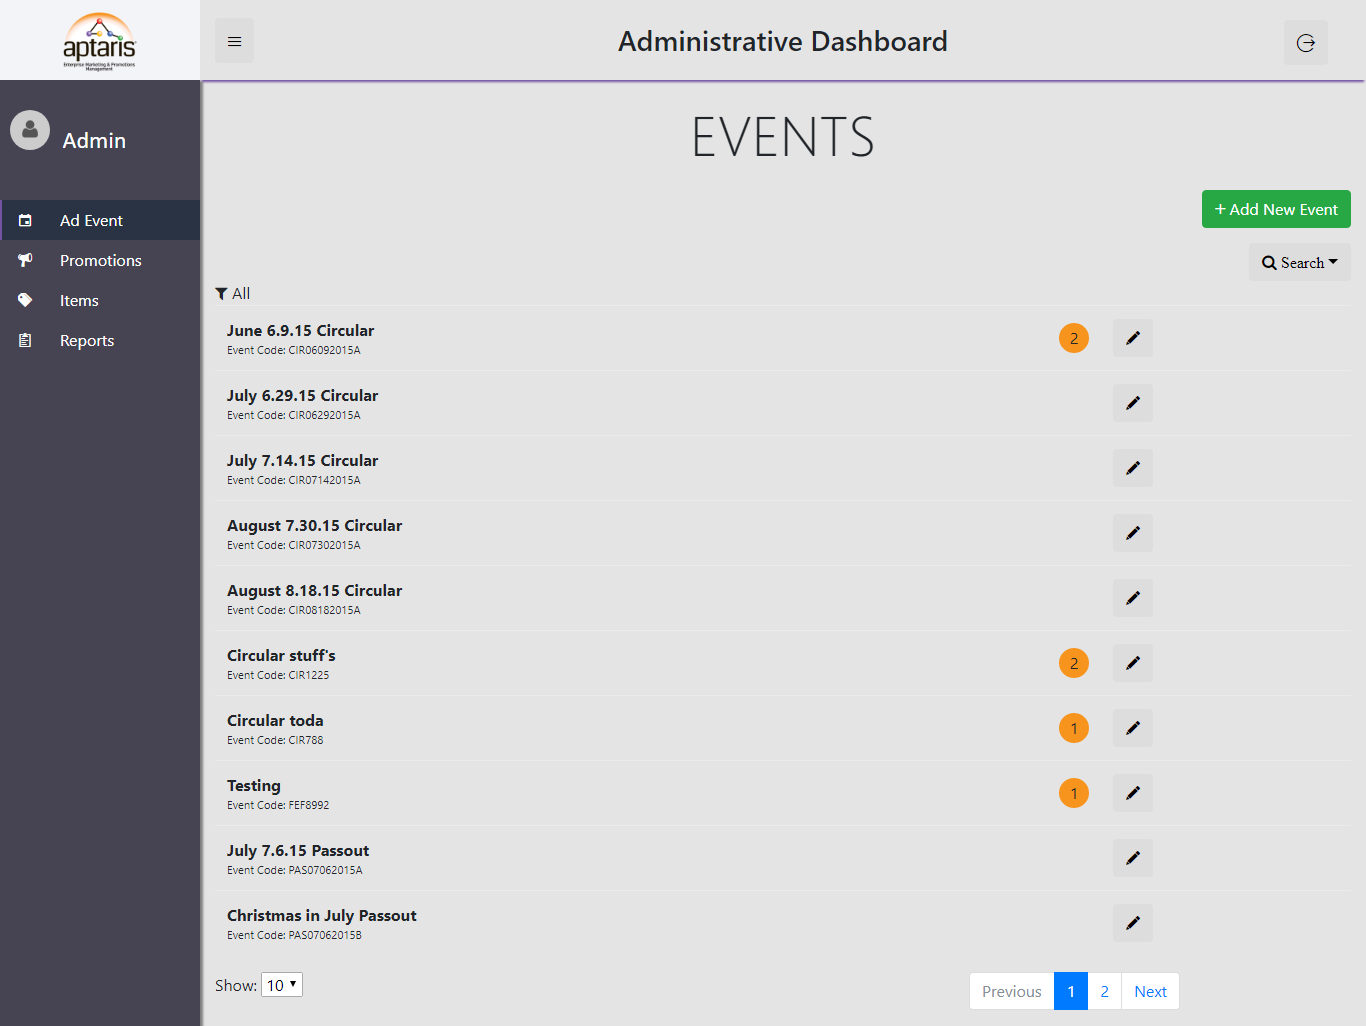 aptaris
Enterprise Marketing & Promotions
Management
Administrative Dashboard
Admin
Ad Event
Promotions
Items
Reports
EVENTS
+ Add New Event
Search
All
June 6.9.15 Circular
Event Code: CIR06092015A
2
July 6.29.15 Circular
Event Code: CIR06292015A
July 7.14.15 Circular
Event Code: CIR07142015A
August 7.30.15 Circular
Event Code: CIR07302015A
August 8.18.15 Circular
Event Code: CIR08182015A
Circular stuff's
Event Code: CIR1225
2
Circular toda
Event Code: CIR788
1
Testing
Event Code: FEF8992
1
July 7.6.15 Passout
Event Code: PAS07062015A
Christmas in July Passout
Event Code: PAS07062015B
Show: 10
Previous 1 2 Next